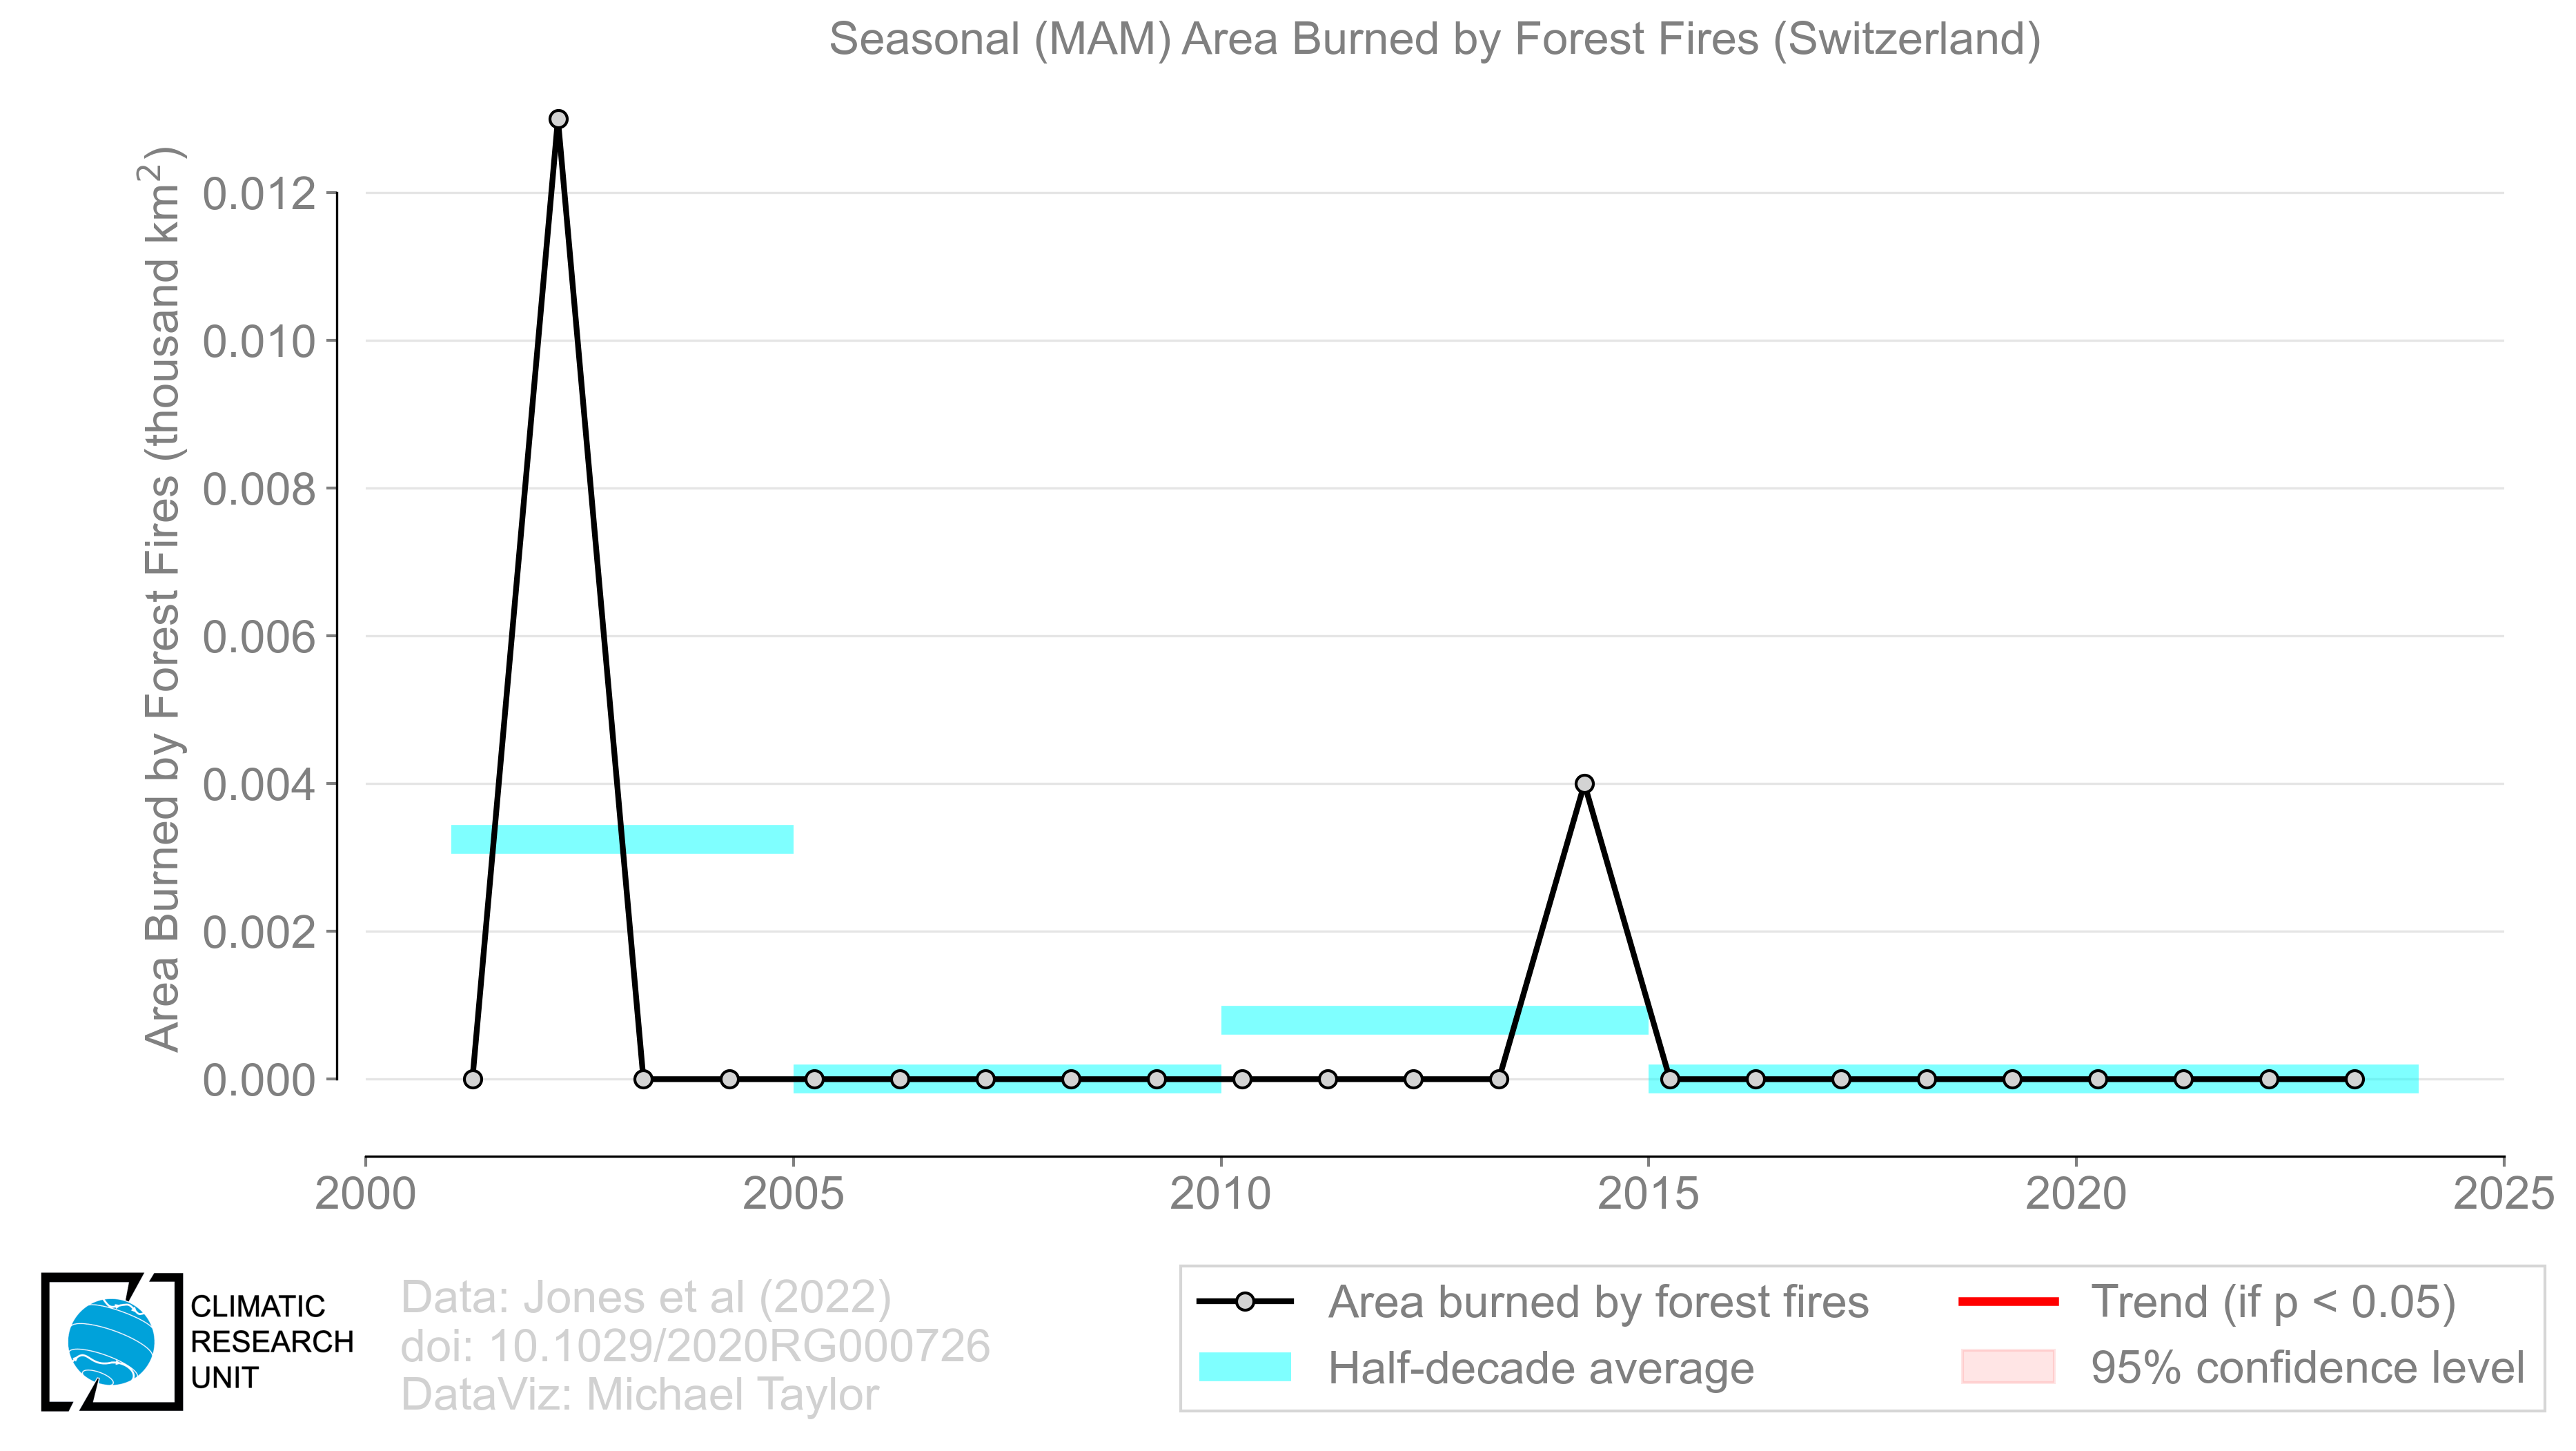 Seasonal (MAM) Area Burned by Forest Fires (Switzerland)
Area Burned by Forest Fires (thousand km²)
0.012
0.010
0.008
0.006
0.004
0.002
0.000
2000 2005 2010 2015 2020 2025
CLIMATIC
RESEARCH
UNIT
Data: Jones et al (2022)
doi: 10.1029/2020RG000726
DataViz: Michael Taylor
Area burned by forest fires
Half-decade average
Trend (if p < 0.05)
95% confidence level